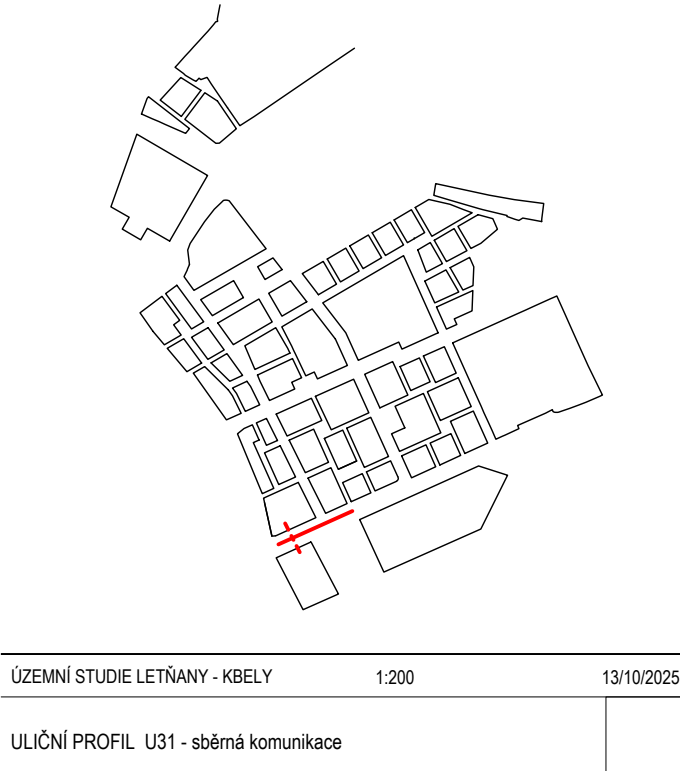 ÚZEMNÍ STUDIE LETŇANY - KBELY 1:200 13/10/2025
ULIČNÍ PROFIL U31 - sběrná komunikace